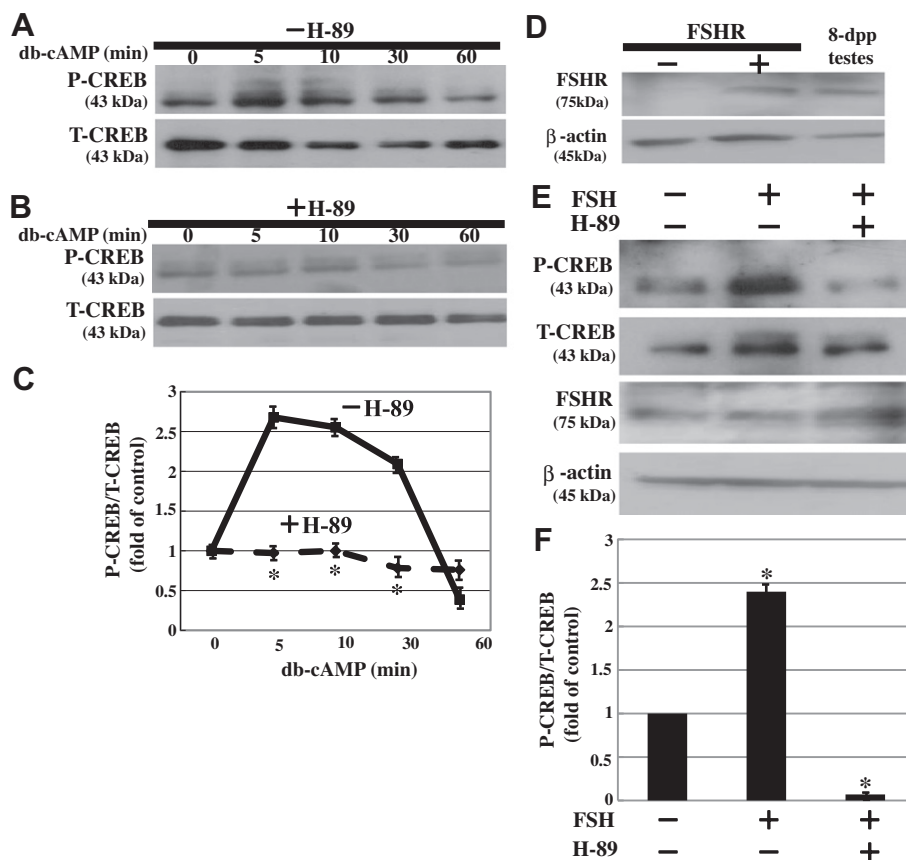 A
−H-89
db-cAMP (min) 0 5 10 30 60
P-CREB
(43 kDa)
T-CREB
(43 kDa)
B
+H-89
db-cAMP (min) 0 5 10 30 60
P-CREB
(43 kDa)
T-CREB
(43 kDa)
C
P-CREB/T-CREB
(fold of control)
3
2.5
2
1.5
1
0.5
0
−H-89
+H-89
* * *
0 5 10 30 60
db-cAMP (min)
D
FSHR
8-dpp
testes
− +
FSHR
(75kDa)
β-actin
(45kDa)
E
FSH − + +
H-89 − − +
P-CREB
(43 kDa)
T-CREB
(43 kDa)
FSHR
(75 kDa)
β-actin
(45 kDa)
F
P-CREB/T-CREB
(fold of control)
3
2.5
2
1.5
1
0.5
0
* *
FSH − + +
H-89 − − +